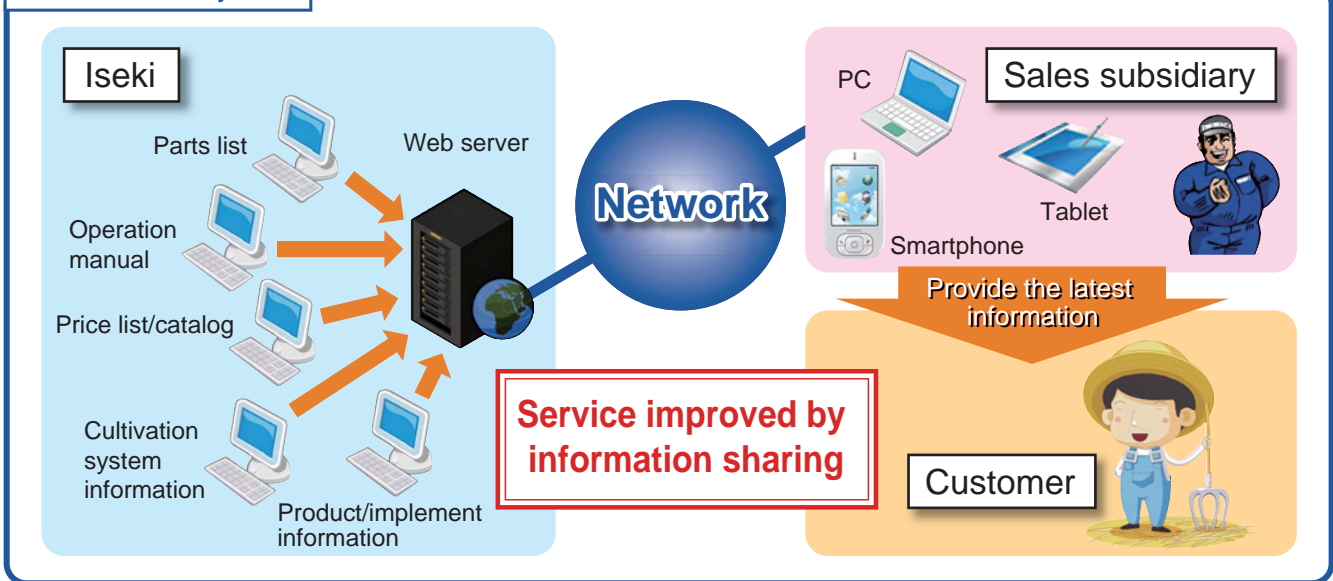 Iseki
Parts list
Web server
Operation
manual
Price list/catalog
Cultivation
system
information
Product/implement
information
Network
PC
Sales subsidiary
Tablet
Smartphone
Provide the latest
information
Service improved by
information sharing
Customer